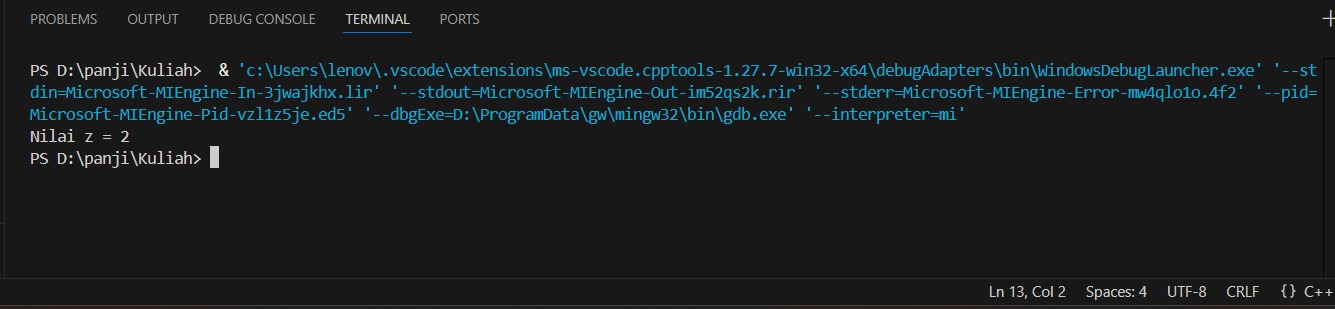 PROBLEMS OUTPUT DEBUG CONSOLE TERMINAL PORTS
PS D:\panji\Kuliah>  & 'c:\Users\lenov\.vscode\extensions\ms-vscode.cpptools-1.27.7-win32-x64\debugAdapters\bin\WindowsDebugLauncher.exe' '--st
din=Microsoft-MIEngine-In-3jwajkhx.lir' '--stdout=Microsoft-MIEngine-Out-im52qs2k.rir' '--stderr=Microsoft-MIEngine-Error-mw4qlo1o.4f2' '--pid=
Microsoft-MIEngine-Pid-vzl1z5je.ed5' '--dbgExe=D:\ProgramData\gw\mingw32\bin\gdb.exe' '--interpreter=mi'
Nilai z = 2
PS D:\panji\Kuliah>
Ln 13, Col 2 Spaces: 4 UTF-8 CRLF {} C++